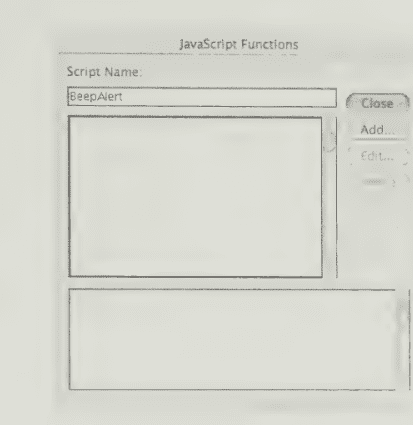 JavaScript Functions
Script Name:
BeepAlert
Close
Add...
Edit...